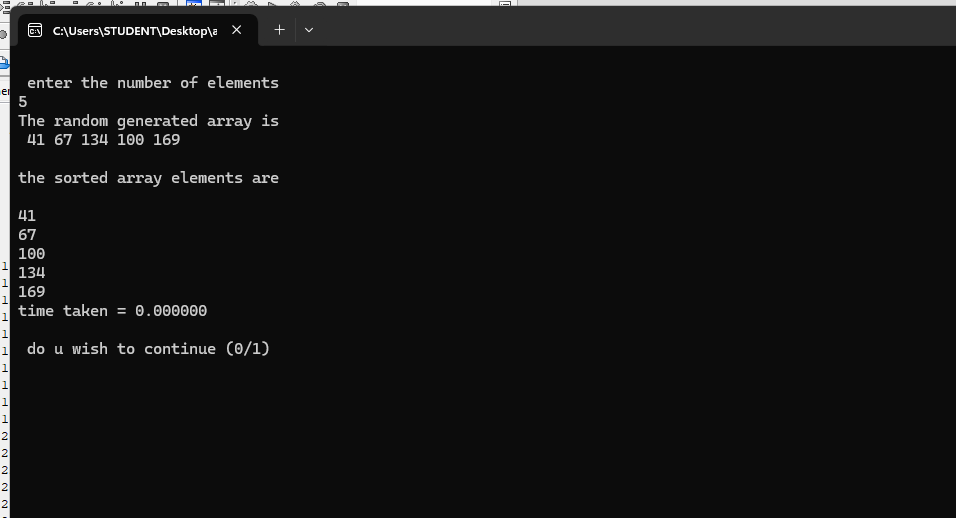 C:\Users\STUDENT\Desktop\a
enter the number of elements
5
The random generated array is
41 67 134 100 169
the sorted array elements are
41
67
100
134
169
time taken = 0.000000
do u wish to continue (0/1)